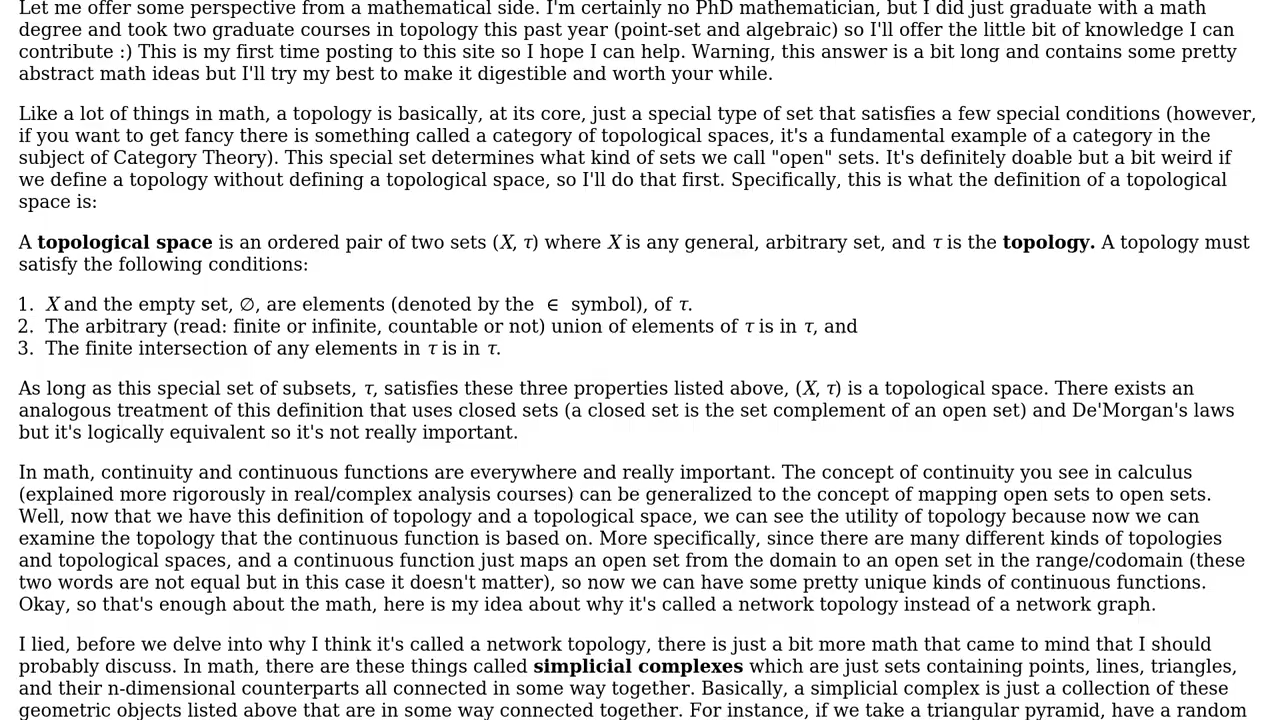 Let me offer some perspective from a mathematical side. I'm certainly no PhD mathematician, but I did just graduate with a math
degree and took two graduate courses in topology this past year (point-set and algebraic) so I'll offer the little bit of knowledge I can
contribute :) This is my first time posting to this site so I hope I can help. Warning, this answer is a bit long and contains some pretty
abstract math ideas but I'll try my best to make it digestible and worth your while.
Like a lot of things in math, a topology is basically, at its core, just a special type of set that satisfies a few special conditions (however,
if you want to get fancy there is something called a category of topological spaces, it's a fundamental example of a category in the
subject of Category Theory). This special set determines what kind of sets we call "open" sets. It's definitely doable but a bit weird if
we define a topology without defining a topological space, so I'll do that first. Specifically, this is what the definition of a topological
space is:
A topological space is an ordered pair of two sets (X, τ) where X is any general, arbitrary set, and τ is the topology. A topology must
satisfy the following conditions:
1. X and the empty set, ∅, are elements (denoted by the ∈ symbol), of τ.
2. The arbitrary (read: finite or infinite, countable or not) union of elements of τ is in τ, and
3. The finite intersection of any elements in τ is in τ.
As long as this special set of subsets, τ, satisfies these three properties listed above, (X, τ) is a topological space. There exists an
analogous treatment of this definition that uses closed sets (a closed set is the set complement of an open set) and De'Morgan's laws
but it's logically equivalent so it's not really important.
In math, continuity and continuous functions are everywhere and really important. The concept of continuity you see in calculus
(explained more rigorously in real/complex analysis courses) can be generalized to the concept of mapping open sets to open sets.
Well, now that we have this definition of topology and a topological space, we can see the utility of topology because now we can
examine the topology that the continuous function is based on. More specifically, since there are many different kinds of topologies
and topological spaces, and a continuous function just maps an open set from the domain to an open set in the range/codomain (these
two words are not equal but in this case it doesn't matter), so now we can have some pretty unique kinds of continuous functions.
Okay, so that's enough about the math, here is my idea about why it's called a network topology instead of a network graph.
I lied, before we delve into why I think it's called a network topology, there is just a bit more math that came to mind that I should
probably discuss. In math, there are these things called simplicial complexes which are just sets containing points, lines, triangles,
and their n-dimensional counterparts all connected in some way together. Basically, a simplicial complex is just a collection of these
geometric objects listed above that are in some way connected together. For instance, if we take a triangular pyramid, have a random